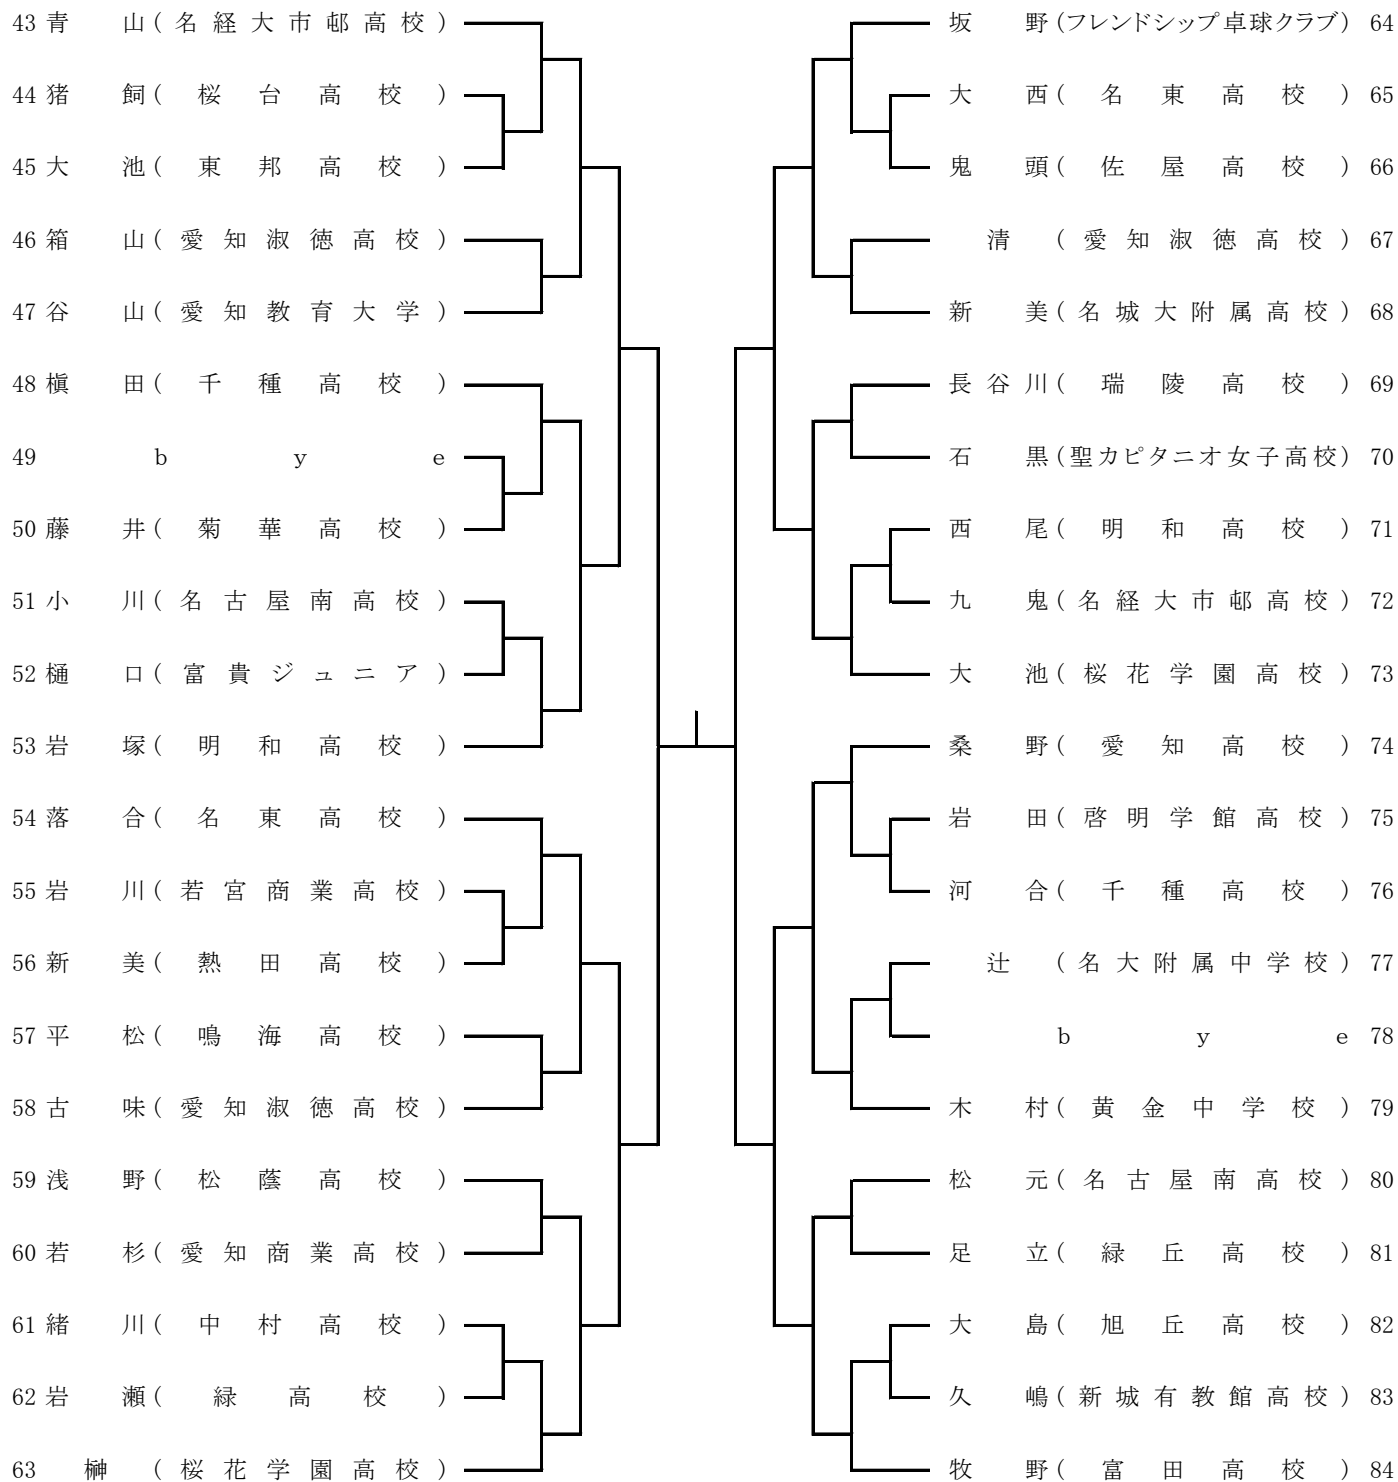 43 青 山 ( 名 経 大 市 邨 高 校 )
44 猪 飼 ( 桜 台 高 校 )
45 大 池 ( 東 邦 高 校 )
46 箱 山 ( 愛 知 淑 徳 高 校 )
47 谷 山 ( 愛 知 教 育 大 学 )
48 槇 田 ( 千 種 高 校 )
49 b y e
50 藤 井 ( 菊 華 高 校 )
51 小 川 ( 名 古 屋 南 高 校 )
52 樋 口 ( 富 貴 ジ ュ ニ ア )
53 岩 塚 ( 明 和 高 校 )
54 落 合 ( 名 東 高 校 )
55 岩 川 ( 若 宮 商 業 高 校 )
56 新 美 ( 熱 田 高 校 )
57 平 松 ( 鳴 海 高 校 )
58 古 味 ( 愛 知 淑 徳 高 校 )
59 浅 野 ( 松 蔭 高 校 )
60 若 杉 ( 愛 知 商 業 高 校 )
61 緒 川 ( 中 村 高 校 )
62 岩 瀬 ( 緑 高 校 )
63 榊 ( 桜 花 学 園 高 校 )
坂 野 (フレンドシップ卓球クラブ) 64
大 西 ( 名 東 高 校 ) 65
鬼 頭 ( 佐 屋 高 校 ) 66
清 ( 愛 知 淑 徳 高 校 ) 67
新 美 ( 名 城 大 附 属 高 校 ) 68
長 谷 川 ( 瑞 陵 高 校 ) 69
石 黒 (聖カピタニオ女子高校) 70
西 尾 ( 明 和 高 校 ) 71
九 鬼 ( 名 経 大 市 邨 高 校 ) 72
大 池 ( 桜 花 学 園 高 校 ) 73
桑 野 ( 愛 知 高 校 ) 74
岩 田 ( 啓 明 学 館 高 校 ) 75
河 合 ( 千 種 高 校 ) 76
辻 ( 名 大 附 属 中 学 校 ) 77
b y e 78
木 村 ( 黄 金 中 学 校 ) 79
松 元 ( 名 古 屋 南 高 校 ) 80
足 立 ( 緑 丘 高 校 ) 81
大 島 ( 旭 丘 高 校 ) 82
久 嶋 ( 新 城 有 教 館 高 校 ) 83
牧 野 ( 富 田 高 校 ) 84